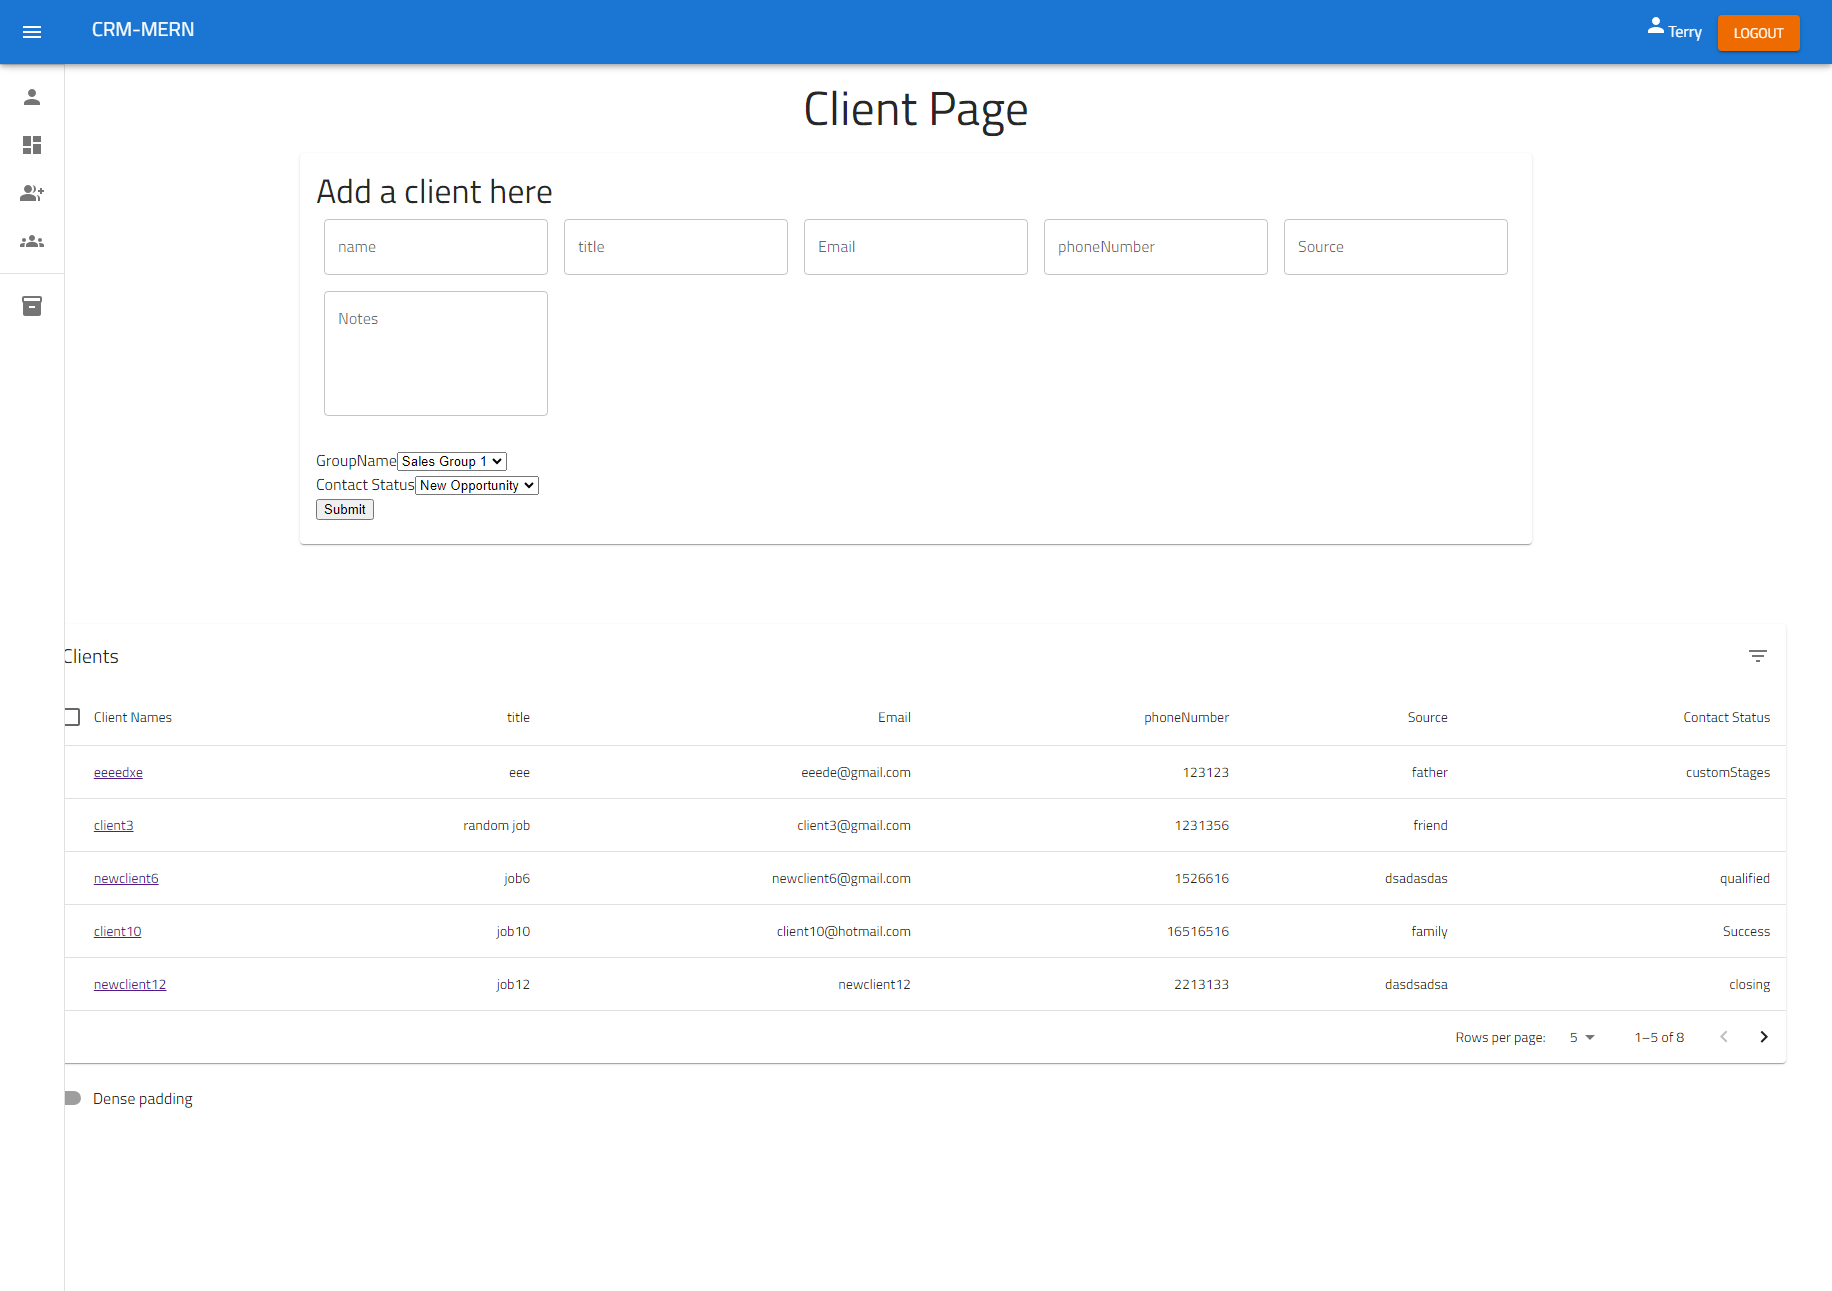 CRM-MERN
Terry
LOGOUT
Client Page
Add a client here
name
title
Email
phoneNumber
Source
Notes
GroupName Sales Group 1
Contact Status New Opportunity
Submit
Clients
Client Names title Email phoneNumber Source Contact Status
eeeedxe eee eeede@gmail.com 123123 father customStages
client3 random job client3@gmail.com 1231356 friend
newclient6 job6 newclient6@gmail.com 1526616 dsadasdas qualified
client10 job10 client10@hotmail.com 16516516 family Success
newclient12 job12 newclient12 2213133 dasdsadsa closing
Rows per page: 5 1–5 of 8
Dense padding